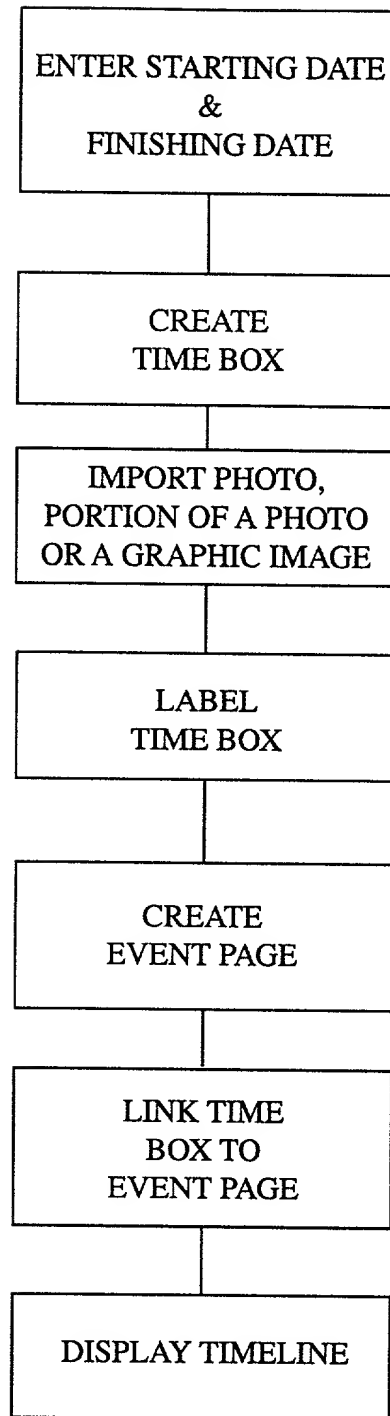 ENTER STARTING DATE
&
FINISHING DATE
CREATE
TIME BOX
IMPORT PHOTO,
PORTION OF A PHOTO
OR A GRAPHIC IMAGE
LABEL
TIME BOX
CREATE
EVENT PAGE
LINK TIME
BOX TO
EVENT PAGE
DISPLAY TIMELINE